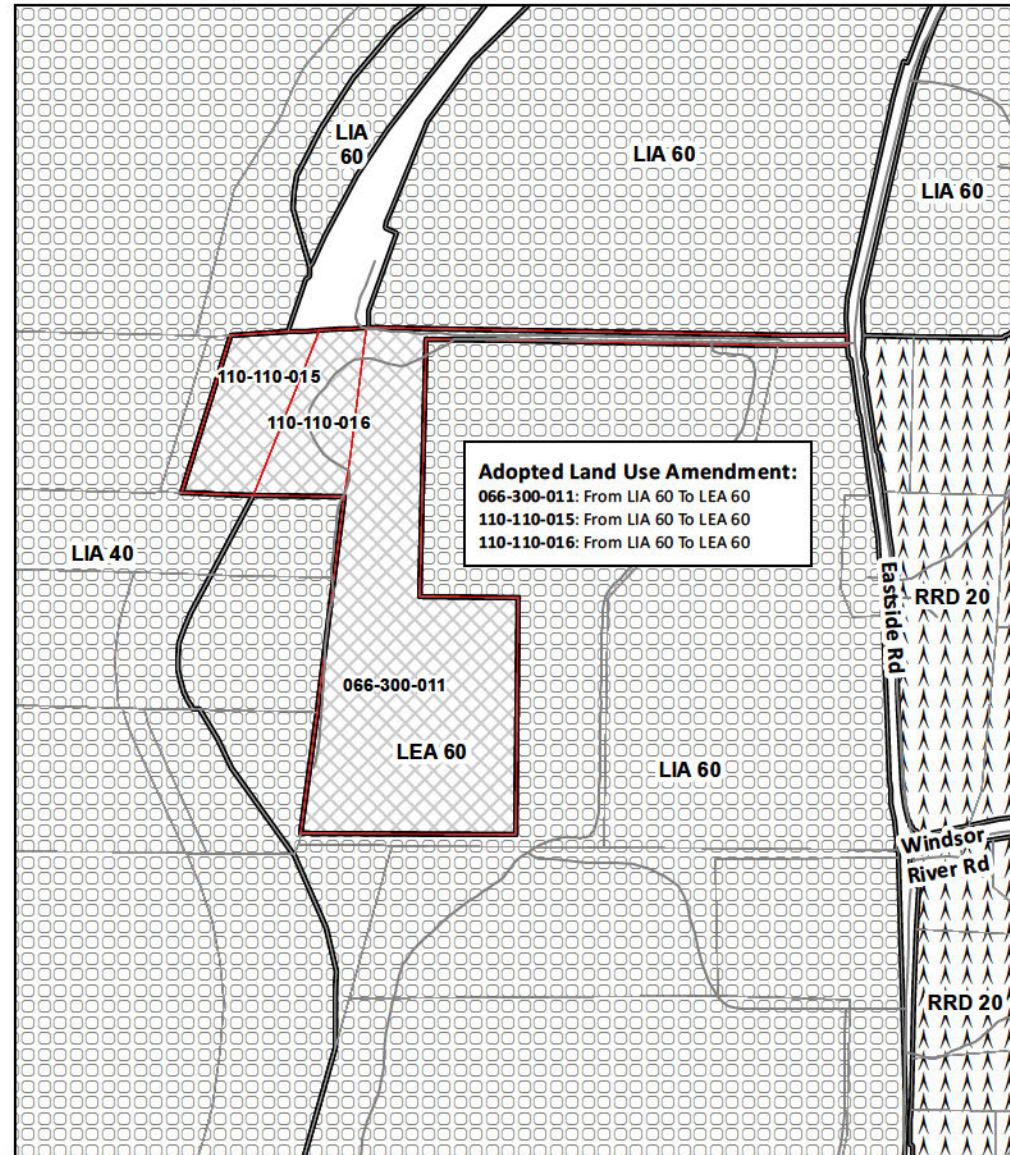 LIA
60
LIA 60
LIA 60
110-110-015
110-110-016
Adopted Land Use Amendment:
066-300-011: From LIA 60 To LEA 60
110-110-015: From LIA 60 To LEA 60
110-110-016: From LIA 60 To LEA 60
LIA 40
Eastside Rd
RRD 20
066-300-011
LEA 60
LIA 60
Windsor
River Rd
RRD 20